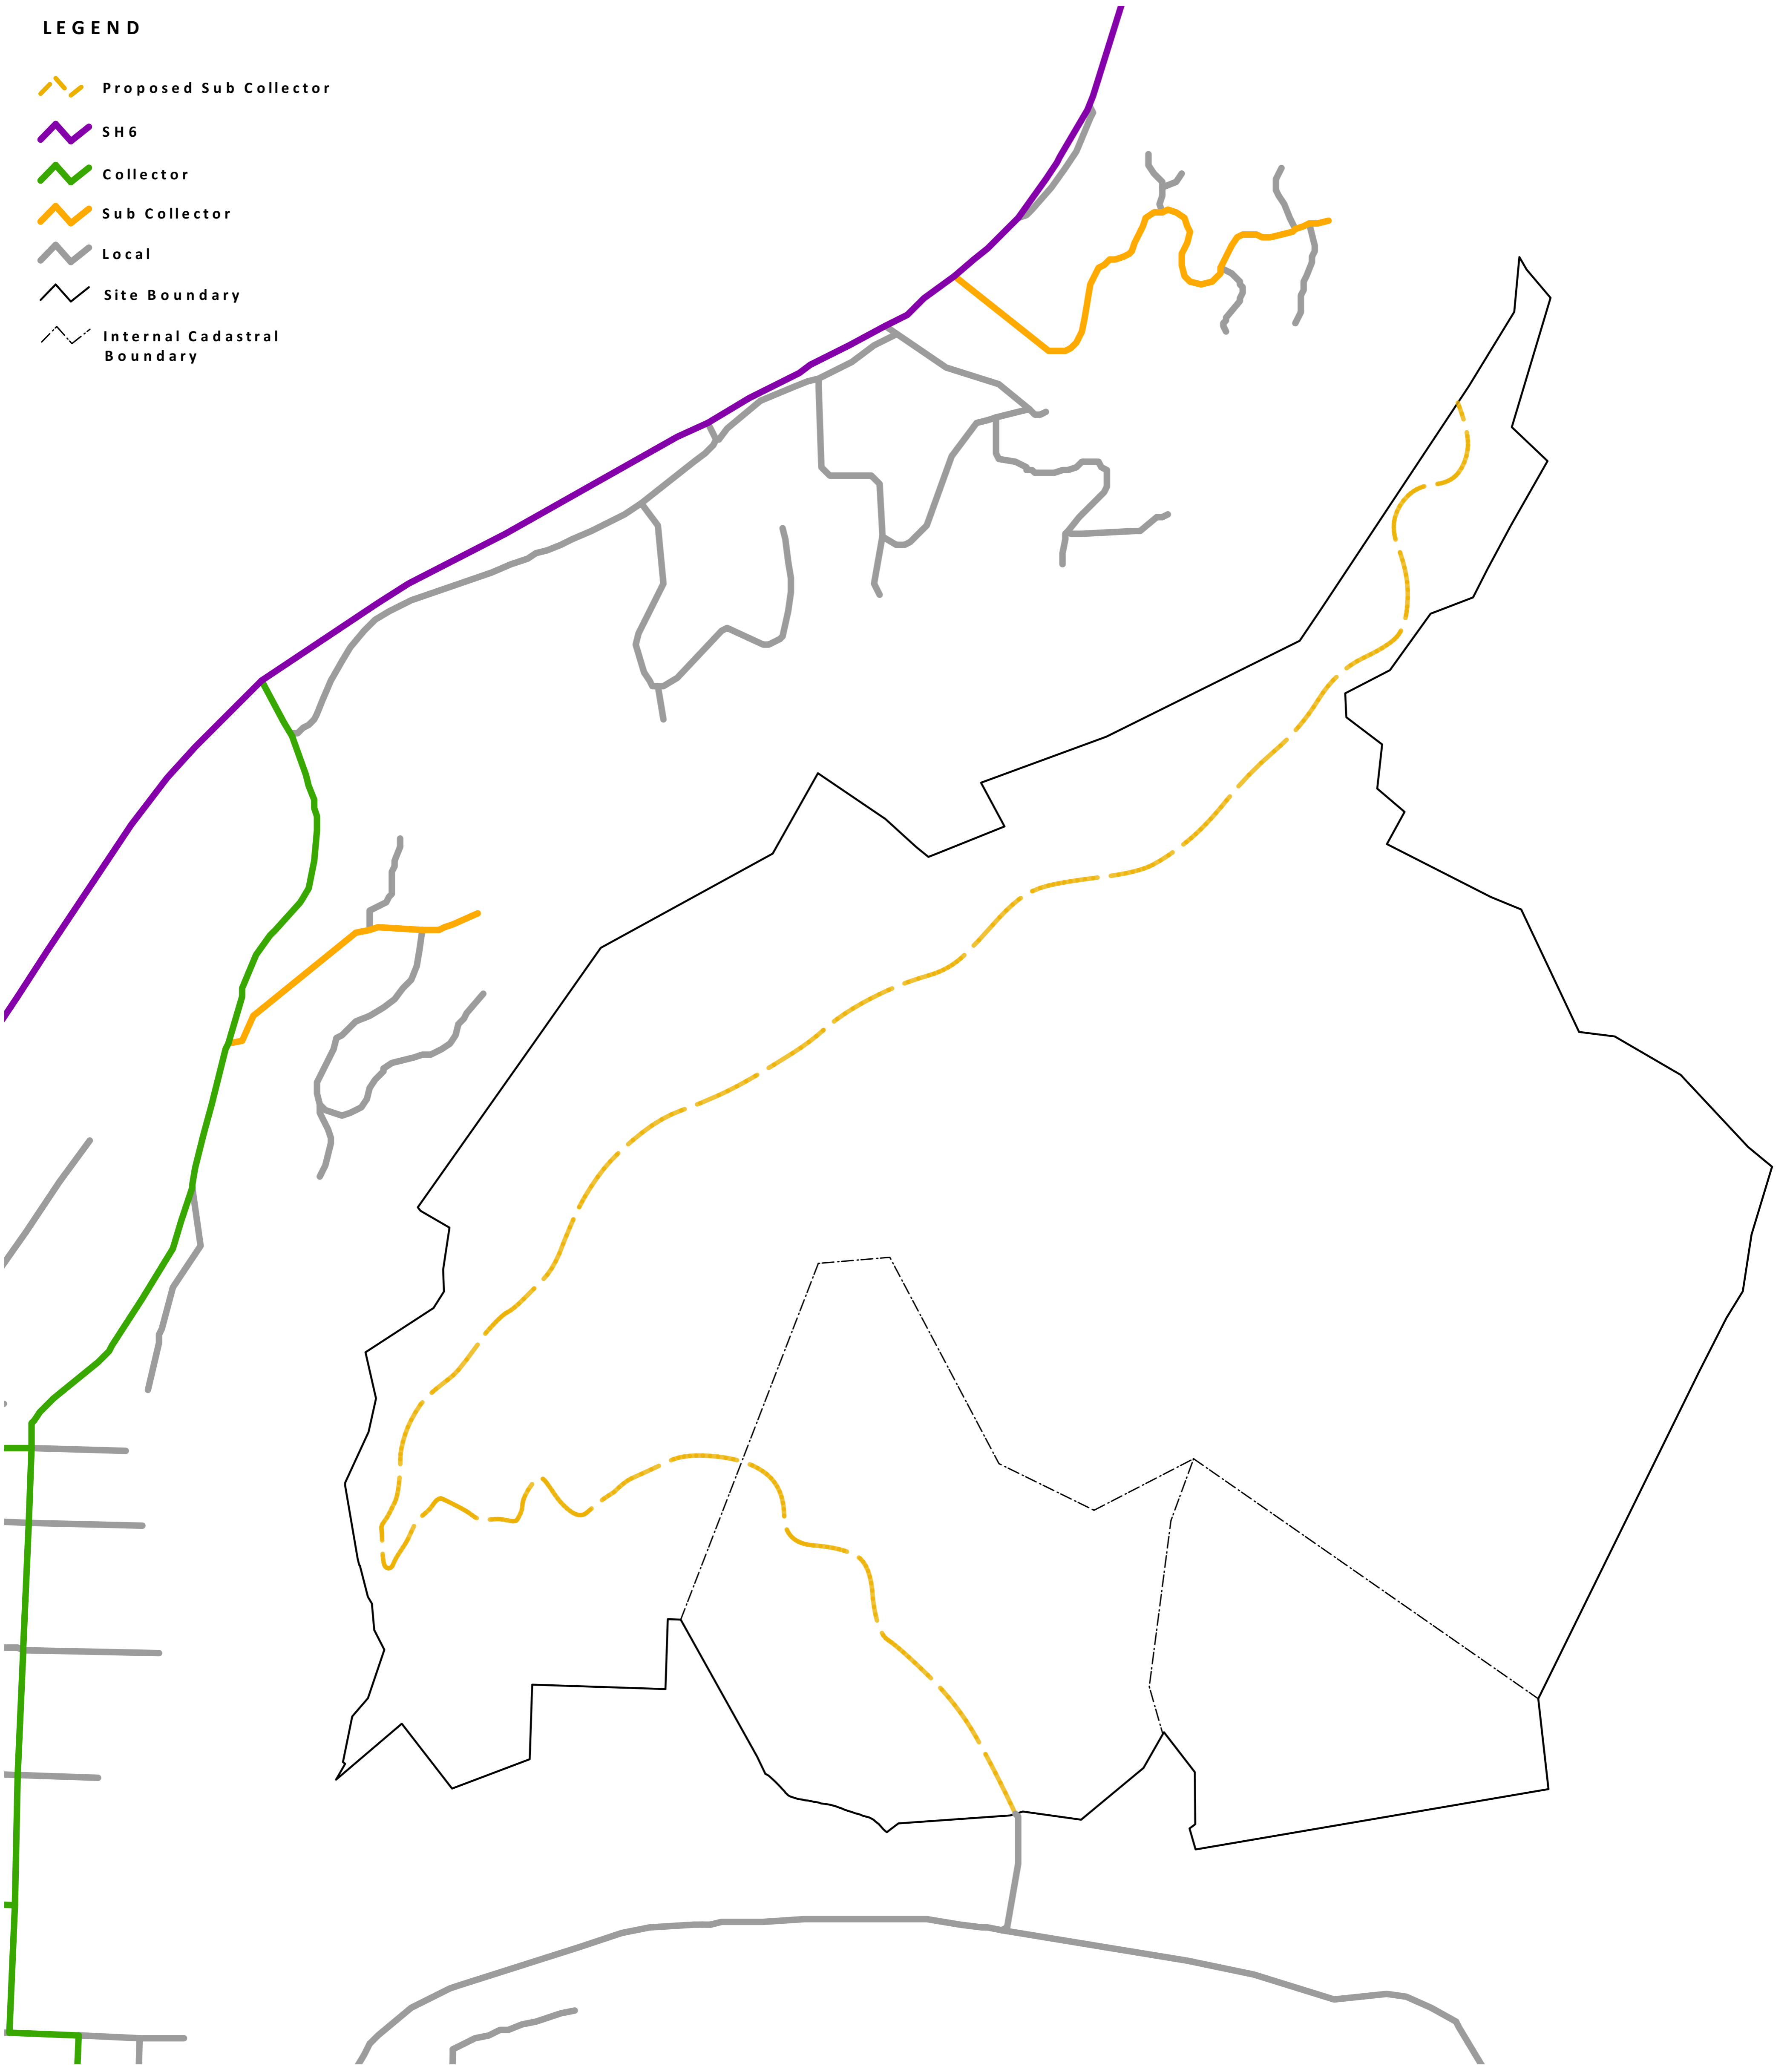 LEGEND
Proposed Sub Collector
SH6
Collector
Sub Collector
Local
Site Boundary
Internal Cadastral
Boundary